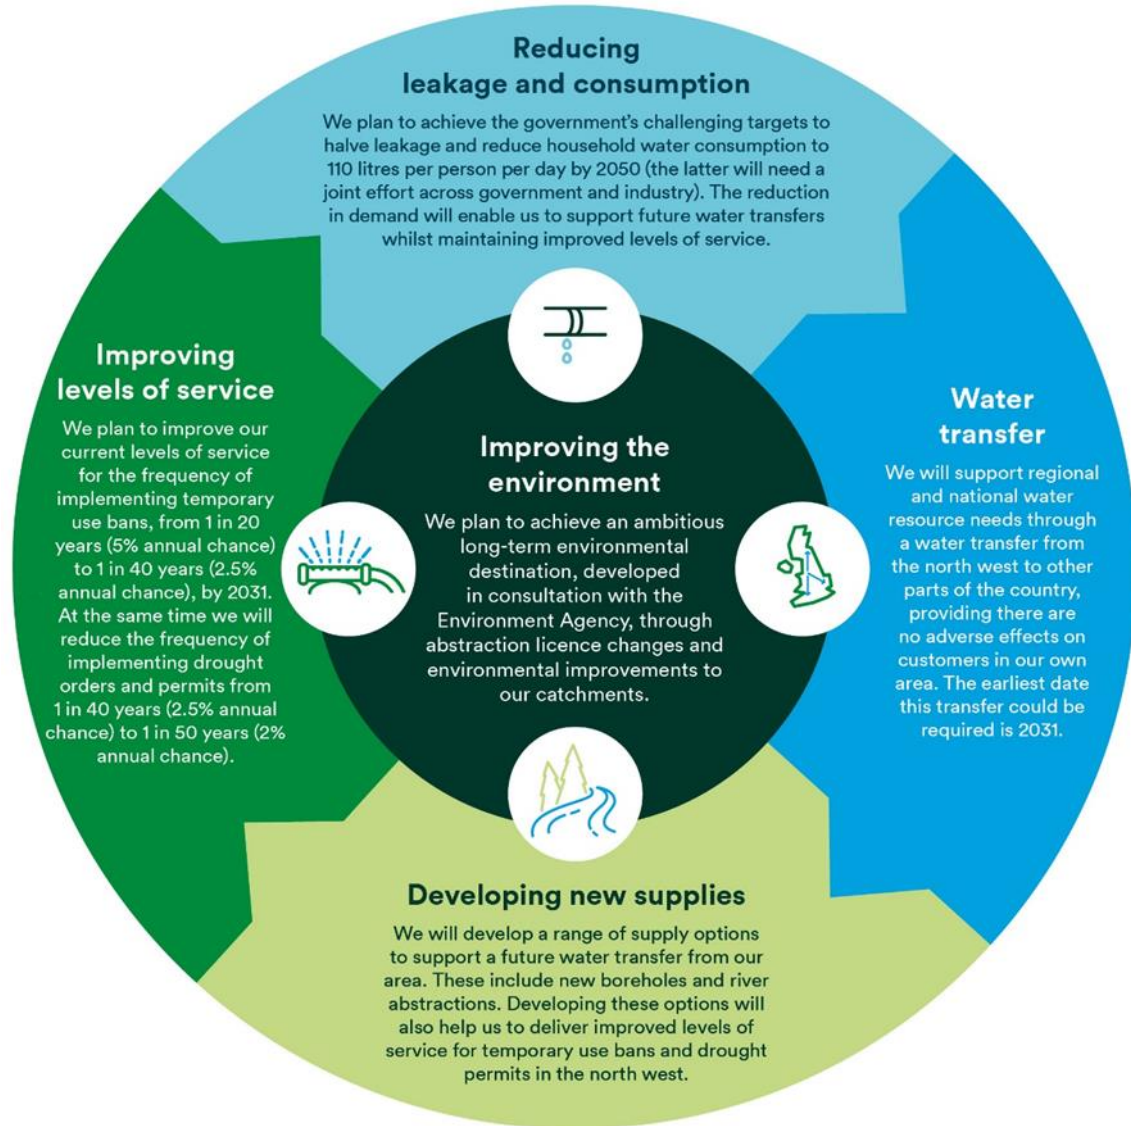 Reducing
leakage and consumption
We plan to achieve the government's challenging targets to
halve leakage and reduce household water consumption to
110 litres per person per day by 2050 (the latter will need a
joint effort across government and industry). The reduction
in demand will enable us to support future water transfers
whilst maintaining improved levels of service.
Water
transfer
We will support regional
and national water
resource needs through
a water transfer from
the north west to other
parts of the country,
providing there are
no adverse effects on
customers in our own
area. The earliest date
this transfer could be
required is 2031.
Developing new supplies
We will develop a range of supply options
to support a future water transfer from our
area. These include new boreholes and river
abstractions. Developing these options will
also help us to deliver improved levels of
service for temporary use bans and drought
permits in the north west.
Improving
levels of service
We plan to improve our
current levels of service
for the frequency of
implementing temporary
use bans, from 1 in 20
years (5% annual chance)
to 1 in 40 years (2.5%
annual chance), by 2031.
At the same time we will
reduce the frequency of
implementing drought
orders and permits from
1 in 40 years (2.5% annual
chance) to 1 in 50 years (2%
annual chance).
Improving the
environment
We plan to achieve an ambitious
long-term environmental
destination, developed
in consultation with the
Environment Agency, through
abstraction licence changes and
environmental improvements to
our catchments.